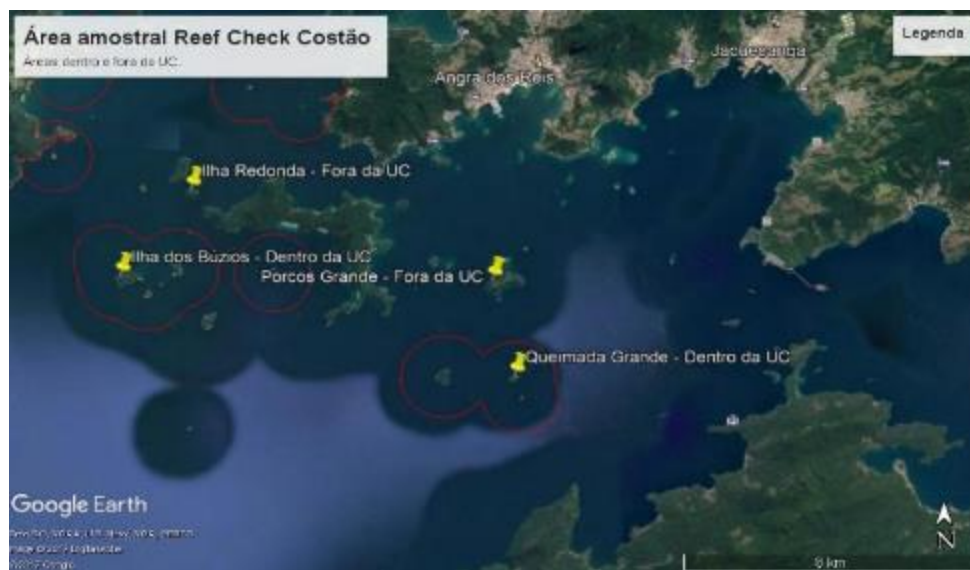 Área amostral Reef Check Costão
Áreas dentro e fora da UC.
Legenda
Angra dos Reis
Jacuecanga
Ilha Redonda - Fora da UC
Ilha dos Búzios - Dentro da UC
Porcos Grande - Fora da UC
Queimada Grande - Dentro da UC
Google Earth
8 km
N